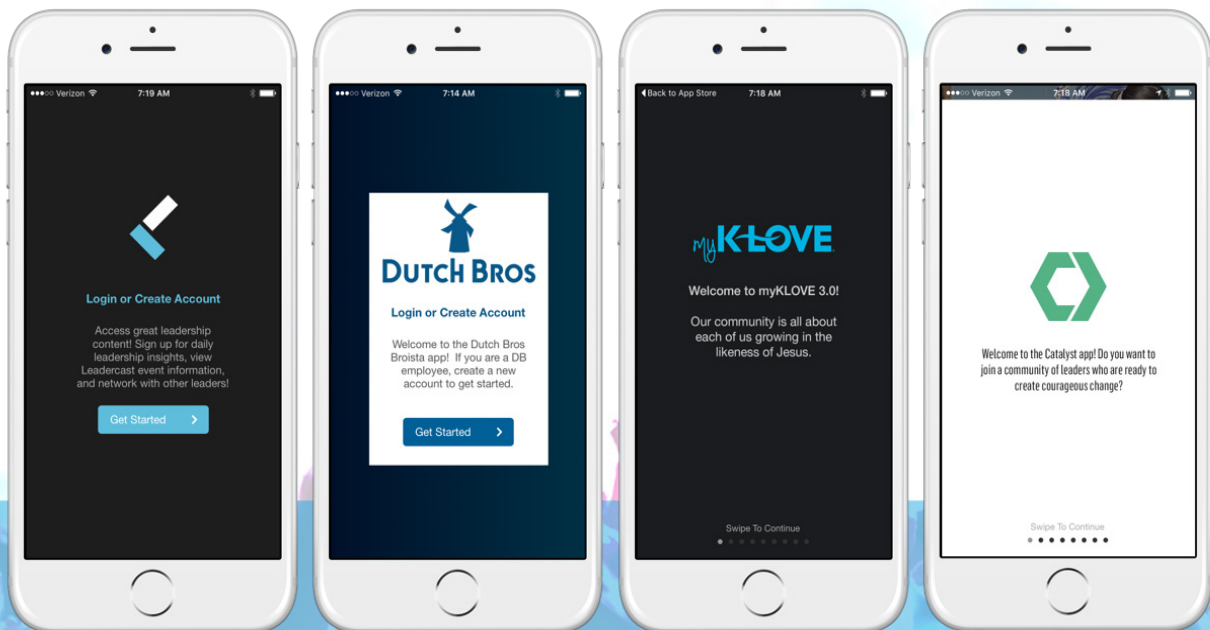 ●●●○○ Verizon 7:19 AM
Login or Create Account
Access great leadership
content! Sign up for daily
leadership insights, view
Leadercast event information,
and network with other leaders!
Get Started >
●●●○○ Verizon 7:14 AM
DUTCH BROS
Login or Create Account
Welcome to the Dutch Bros
Broista app! If you are a DB
employee, create a new
account to get started.
Get Started >
Back to App Store 7:18 AM
myK-LOVE
Welcome to myKLOVE 3.0!
Our community is all about
each of us growing in the
likeness of Jesus.
Swipe To Continue
●●●○○ Verizon 7:18 AM
Welcome to the Catalyst app! Do you want to
join a community of leaders who are ready to
create courageous change?
Swipe To Continue